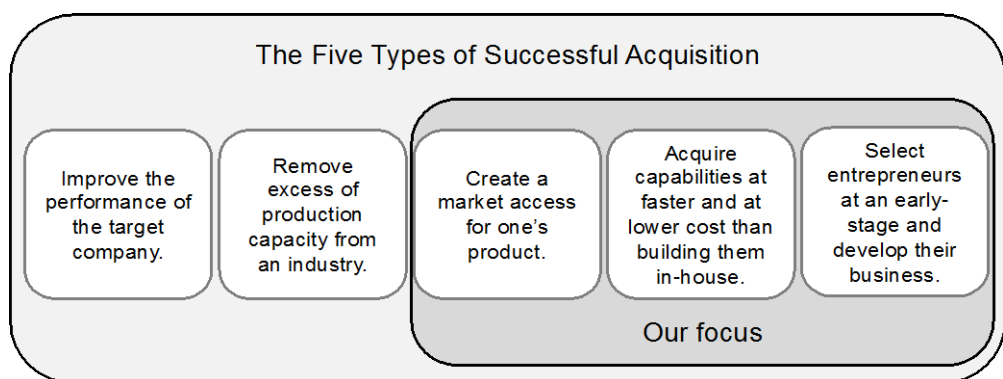 The Five Types of Successful Acquisition
Improve the
performance of
the target
company.
Remove
excess of
production
capacity from
an industry.
Create a
market access
for one's
product.
Acquire
capabilities at
faster and at
lower cost than
building them
in-house.
Select
entrepreneurs
at an early-
stage and
develop their
business.
Our focus